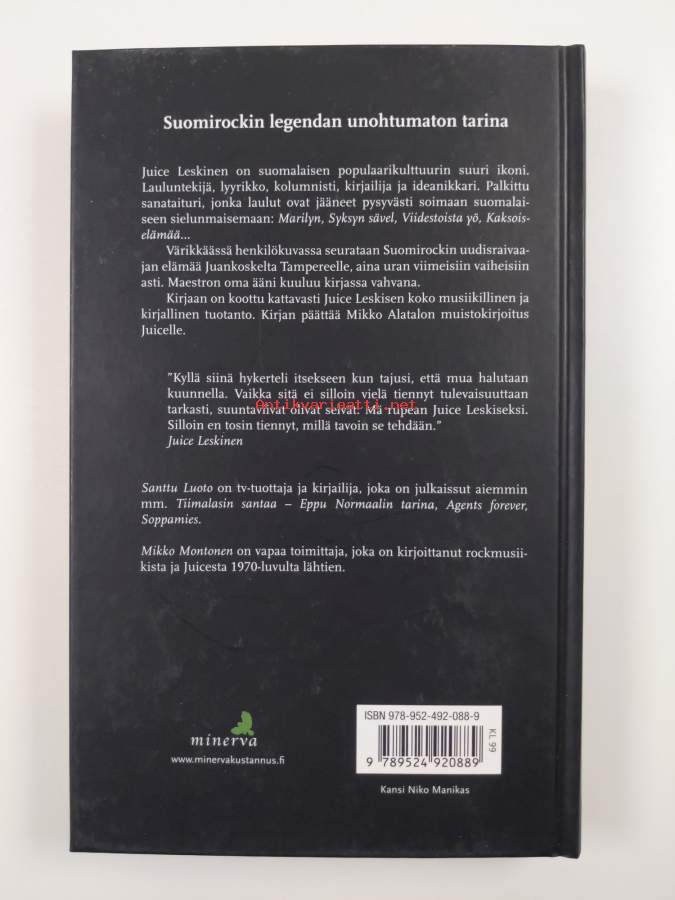 Suomirockin legendan unohtumaton tarina
Juice Leskinen on suomalaisen populaarikulttuurin suuri ikoni.
Lauluntekijä, lyyrikko, kolumnisti, kirjailija ja ideanikkari. Palkittu
sanataituri, jonka laulut ovat jääneet pysyvästi soimaan suomalai-
seen sielunmaisemaan: Marilyn, Syksyn sävel, Viidestoista yö, Kaksois-
elämää...
Värikkäässä henkilökuvassa seurataan Suomirockin uudisraivaa-
jan elämää Juankoskelta Tampereelle, aina uran viimeisiin vaiheisiin
asti. Maestron oma ääni kuuluu kirjassa vahvana.
Kirjaan on koottu kattavasti Juice Leskisen koko musiikillinen ja
kirjallinen tuotanto. Kirjan päättää Mikko Alatalon muistokirjoitus
Juicelle.
"Kyllä siinä hykerteli itsekseen kun tajusi, että mua halutaan
kuunnella. Vaikka sitä ei silloin vielä tiennyt tulevaisuuttaan
tarkasti, suuntaviivat olivat selvät: Mä rupean Juice Leskiseksi.
Antikvariaatti.net
Silloin en tosin tiennyt, millä tavoin se tehdään."
Juice Leskinen
Santtu Luoto on tv-tuottaja ja kirjailija, joka on julkaissut aiemmin
mm. Tiimalasin santaa – Eppu Normaalin tarina, Agents forever,
Soppamies.
Mikko Montonen on vapaa toimittaja, joka on kirjoittanut rockmusii-
kista ja Juicesta 1970-luvulta lähtien.
minerva
www.minervakustannus.fi
ISBN 978-952-492-088-9
KL 99
9 789524 920889
Kansi Niko Manikas